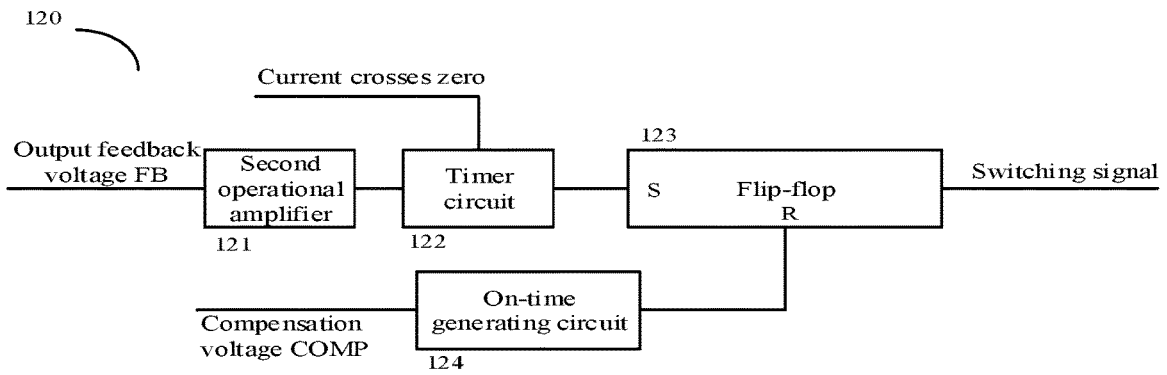 120
Current crosses zero
123
Output feedback
voltage FB
Second
operational
amplifier
Timer
circuit
S
Flip-flop
R
Switching signal
121
122
On-time
generating circuit
Compensation
voltage COMP
124